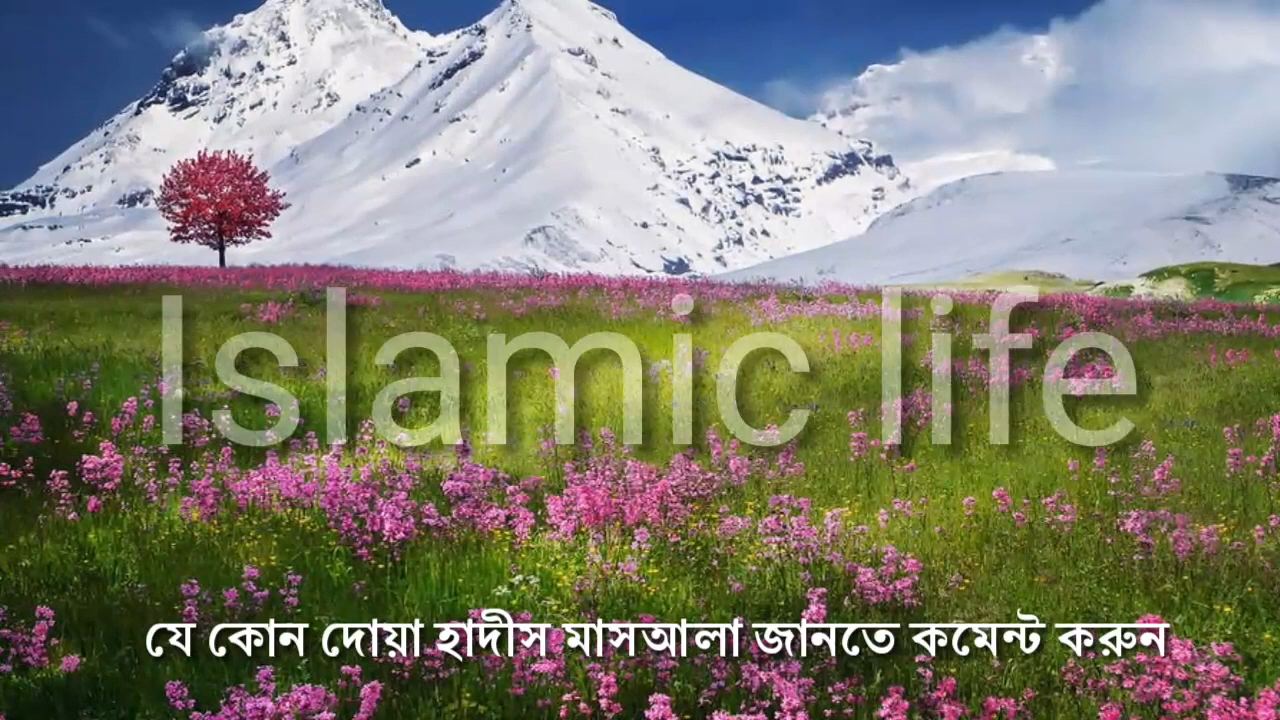 Islamic life
যে কোন দোয়া হাদীস মাসআলা জানতে কমেন্ট করুন